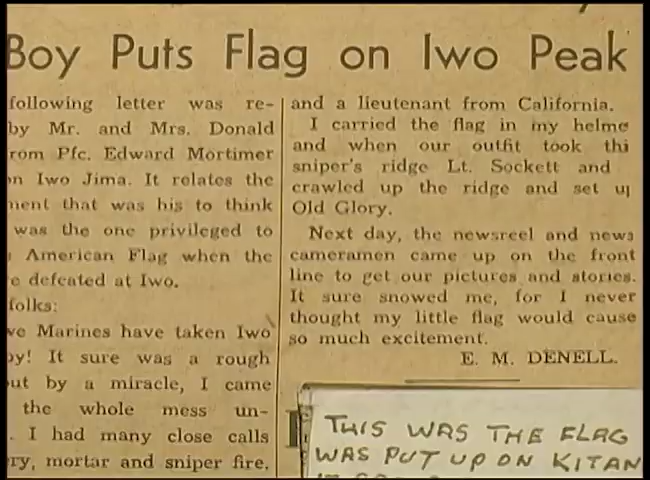 Boy Puts Flag on Iwo Peak
following letter was re-
by Mr. and Mrs. Donald
rom Pfc. Edward Mortimer
n Iwo Jima. It relates the
ment that was his to think
was the one privileged to
American Flag when the
e defeated at Iwo.
folks:
ve Marines have taken Iwo
oy! It sure was a rough
out by a miracle, I came
the whole mess un-
. I had many close calls
ry, mortar and sniper fire,
and a lieutenant from California.
I carried the flag in my helme
and when our outfit took thi
sniper's ridge Lt. Sockett and
crawled up the ridge and set up
Old Glory.
Next day, the newsreel and news
cameramen came up on the front
line to get our pictures and stories.
It sure snowed me, for I never
thought my little flag would cause
so much excitement.
E. M. DENELL.
THIS WAS THE FLAG
WAS PUT UP ON KITAN